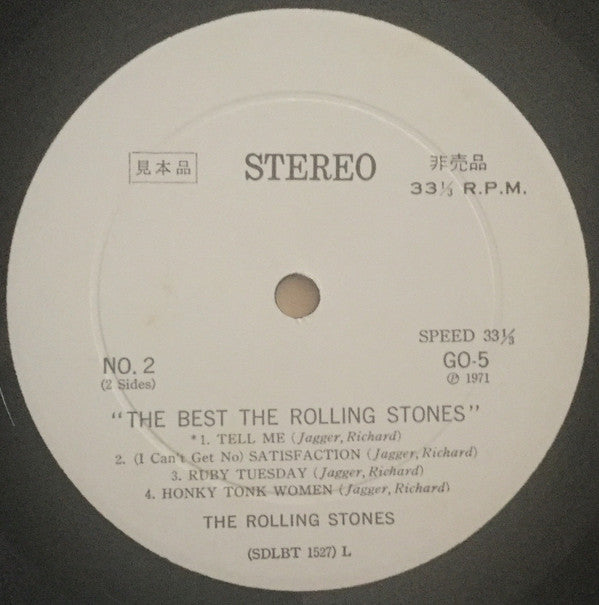 見本品 STEREO 非売品
33⅓ R.P.M.
SPEED 33⅓
NO. 2 GO-5
(2 Sides) ℗ 1971
"THE BEST THE ROLLING STONES"
*1. TELL ME (Jagger, Richard)
2. (I Can't Get No) SATISFACTION (Jagger, Richard)
3. RUBY TUESDAY (Jagger, Richard)
4. HONKY TONK WOMEN (Jagger, Richard)
THE ROLLING STONES
(SDLBT 1527) L